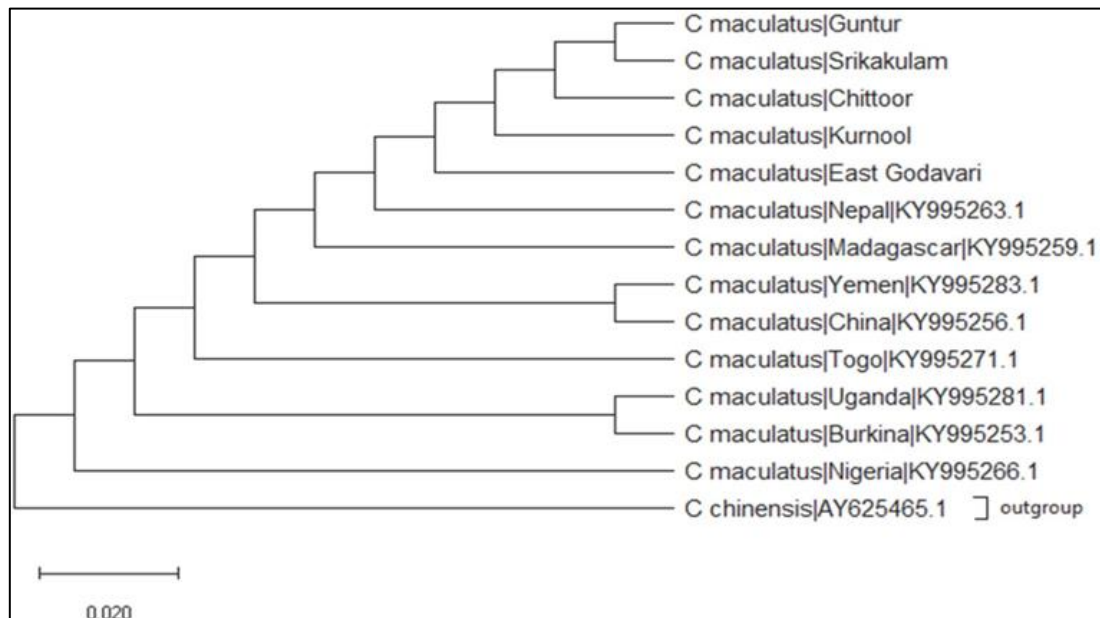 C maculatus|Guntur
C maculatus|Srikakulam
C maculatus|Chittoor
C maculatus|Kurnool
C maculatus|East Godavari
C maculatus|Nepal|KY995263.1
C maculatus|Madagascar|KY995259.1
C maculatus|Yemen|KY995283.1
C maculatus|China|KY995256.1
C maculatus|Togo|KY995271.1
C maculatus|Uganda|KY995281.1
C maculatus|Burkina|KY995253.1
C maculatus|Nigeria|KY995266.1
C chinensis|AY625465.1 outgroup
0.020